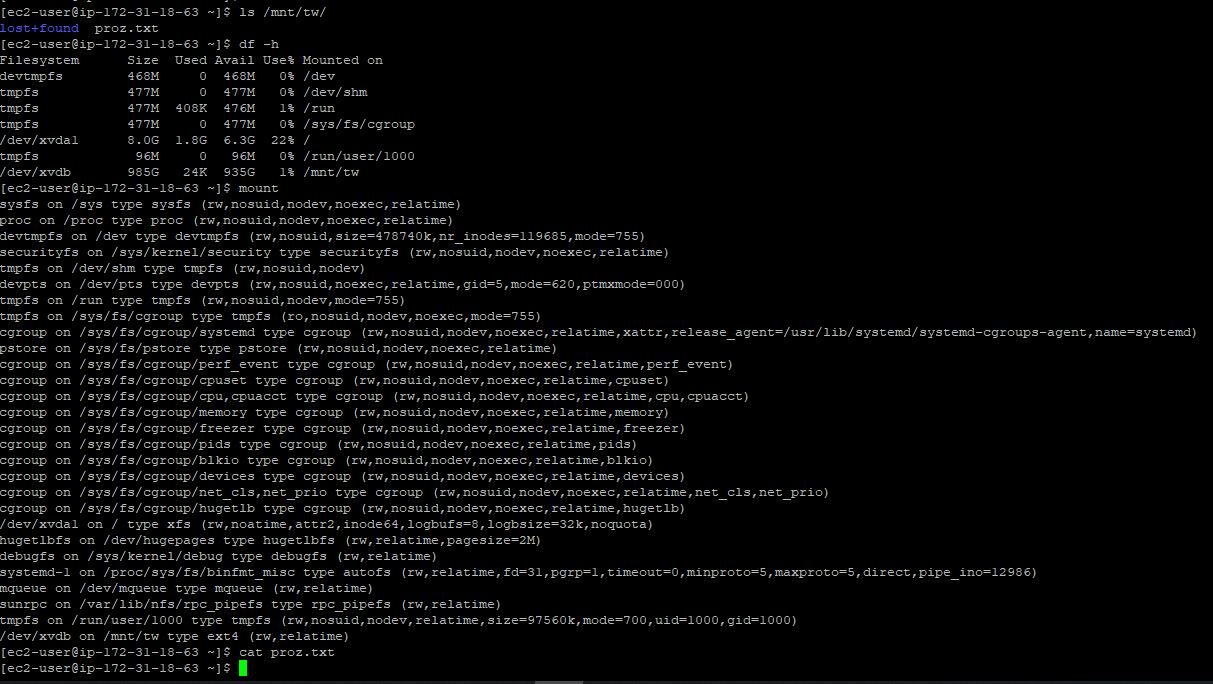 [ec2-user@ip-172-31-18-63 ~]$ ls /mnt/tw/
lost+found  proz.txt
[ec2-user@ip-172-31-18-63 ~]$ df -h
Filesystem      Size  Used Avail Use% Mounted on
devtmpfs        468M     0  468M   0% /dev
tmpfs           477M     0  477M   0% /dev/shm
tmpfs           477M  408K  476M   1% /run
tmpfs           477M     0  477M   0% /sys/fs/cgroup
/dev/xvda1      8.0G  1.8G  6.3G  22% /
tmpfs            96M     0   96M   0% /run/user/1000
/dev/xvdb       985G   24K  935G   1% /mnt/tw
[ec2-user@ip-172-31-18-63 ~]$ mount
sysfs on /sys type sysfs (rw,nosuid,nodev,noexec,relatime)
proc on /proc type proc (rw,nosuid,nodev,noexec,relatime)
devtmpfs on /dev type devtmpfs (rw,nosuid,size=478740k,nr_inodes=119685,mode=755)
securityfs on /sys/kernel/security type securityfs (rw,nosuid,nodev,noexec,relatime)
tmpfs on /dev/shm type tmpfs (rw,nosuid,nodev)
devpts on /dev/pts type devpts (rw,nosuid,noexec,relatime,gid=5,mode=620,ptmxmode=000)
tmpfs on /run type tmpfs (rw,nosuid,nodev,mode=755)
tmpfs on /sys/fs/cgroup type tmpfs (ro,nosuid,nodev,noexec,mode=755)
cgroup on /sys/fs/cgroup/systemd type cgroup (rw,nosuid,nodev,noexec,relatime,xattr,release_agent=/usr/lib/systemd/systemd-cgroups-agent,name=systemd)
pstore on /sys/fs/pstore type pstore (rw,nosuid,nodev,noexec,relatime)
cgroup on /sys/fs/cgroup/perf_event type cgroup (rw,nosuid,nodev,noexec,relatime,perf_event)
cgroup on /sys/fs/cgroup/cpuset type cgroup (rw,nosuid,nodev,noexec,relatime,cpuset)
cgroup on /sys/fs/cgroup/cpu,cpuacct type cgroup (rw,nosuid,nodev,noexec,relatime,cpu,cpuacct)
cgroup on /sys/fs/cgroup/memory type cgroup (rw,nosuid,nodev,noexec,relatime,memory)
cgroup on /sys/fs/cgroup/freezer type cgroup (rw,nosuid,nodev,noexec,relatime,freezer)
cgroup on /sys/fs/cgroup/pids type cgroup (rw,nosuid,nodev,noexec,relatime,pids)
cgroup on /sys/fs/cgroup/blkio type cgroup (rw,nosuid,nodev,noexec,relatime,blkio)
cgroup on /sys/fs/cgroup/devices type cgroup (rw,nosuid,nodev,noexec,relatime,devices)
cgroup on /sys/fs/cgroup/net_cls,net_prio type cgroup (rw,nosuid,nodev,noexec,relatime,net_cls,net_prio)
cgroup on /sys/fs/cgroup/hugetlb type cgroup (rw,nosuid,nodev,noexec,relatime,hugetlb)
/dev/xvda1 on / type xfs (rw,noatime,attr2,inode64,logbufs=8,logbsize=32k,noquota)
hugetlbfs on /dev/hugepages type hugetlbfs (rw,relatime,pagesize=2M)
debugfs on /sys/kernel/debug type debugfs (rw,relatime)
systemd-1 on /proc/sys/fs/binfmt_misc type autofs (rw,relatime,fd=31,pgrp=1,timeout=0,minproto=5,maxproto=5,direct,pipe_ino=12986)
mqueue on /dev/mqueue type mqueue (rw,relatime)
sunrpc on /var/lib/nfs/rpc_pipefs type rpc_pipefs (rw,relatime)
tmpfs on /run/user/1000 type tmpfs (rw,nosuid,nodev,relatime,size=97560k,mode=700,uid=1000,gid=1000)
/dev/xvdb on /mnt/tw type ext4 (rw,relatime)
[ec2-user@ip-172-31-18-63 ~]$ cat proz.txt
[ec2-user@ip-172-31-18-63 ~]$